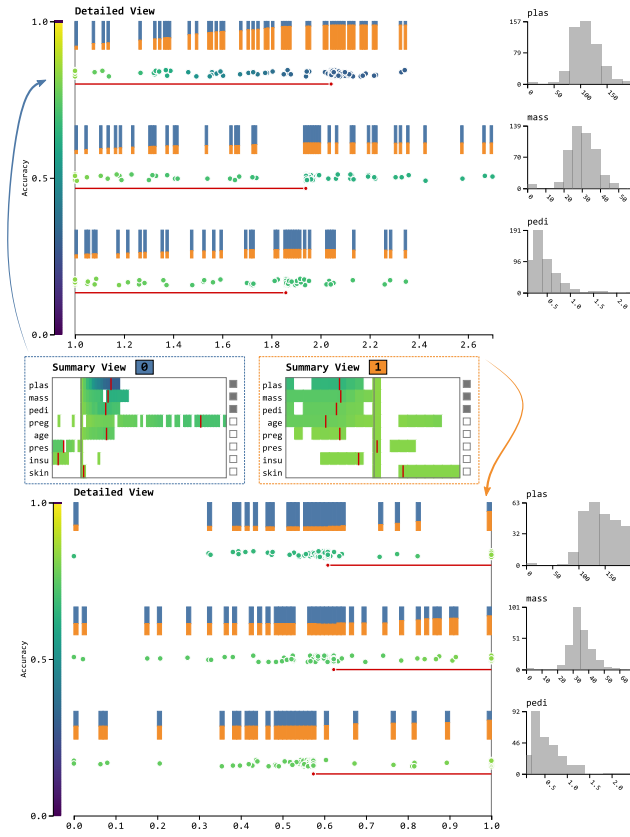 Detailed View
1.0
0.5
0.0
Accuracy
1.0 1.2 1.4 1.6 1.8 2.0 2.2 2.4 2.6
plas
157
79
0
0 50 100 150
mass
139
70
0
0 10 20 30 40 50
pedi
191
96
0
0.5 1.0 1.5 2.0
Summary View 0
plas
mass
pedi
preg
age
pres
insu
skin
Summary View 1
plas
mass
pedi
age
preg
pres
insu
skin
Detailed View
1.0
0.5
0.0
Accuracy
0.0 0.1 0.2 0.3 0.4 0.5 0.6 0.7 0.8 0.9 1.0
plas
63
32
0
0 50 100 150
mass
101
51
0
0 10 20 30 40 50 60
pedi
92
46
0
0.5 1.0 1.5 2.0